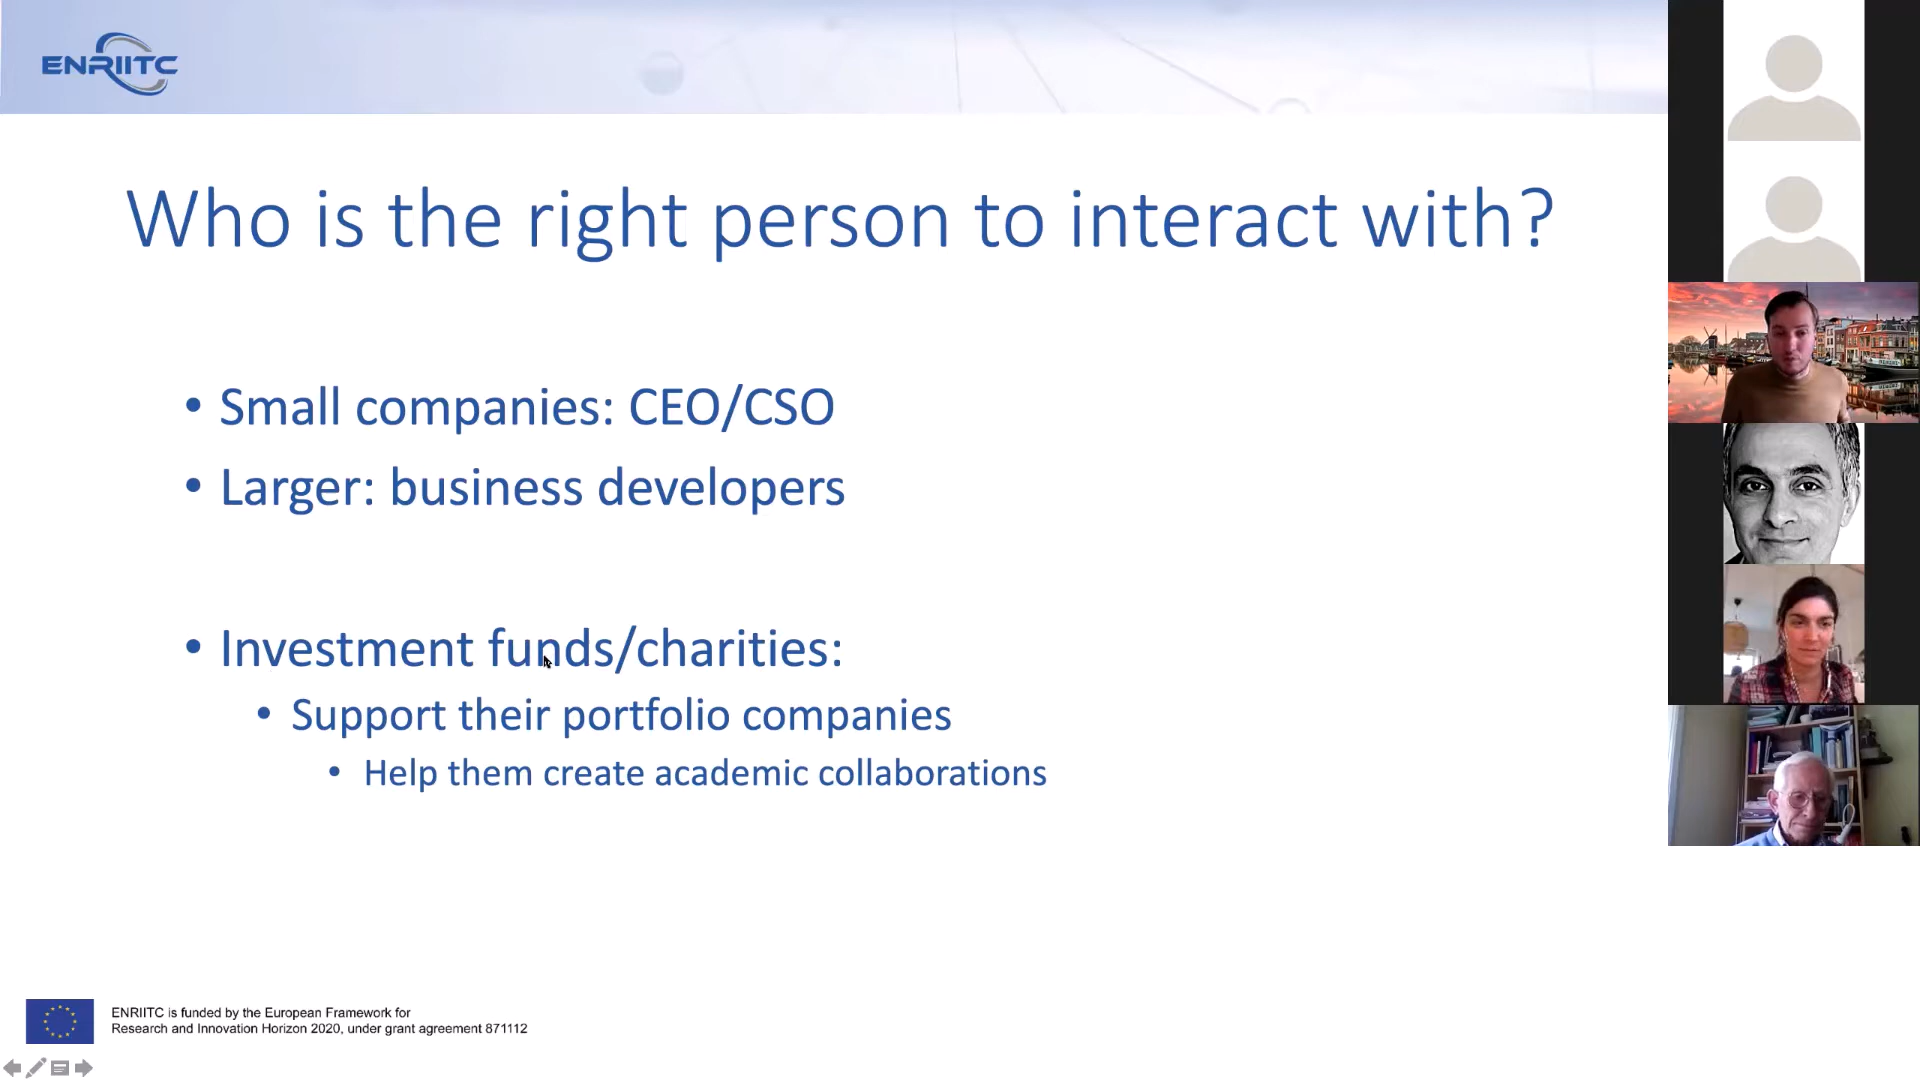 ENRIITC
Who is the right person to interact with?
• Small companies: CEO/CSO
• Larger: business developers
• Investment funds/charities:
• Support their portfolio companies
• Help them create academic collaborations
ENRIITC is funded by the European Framework for
Research and Innovation Horizon 2020, under grant agreement 871112